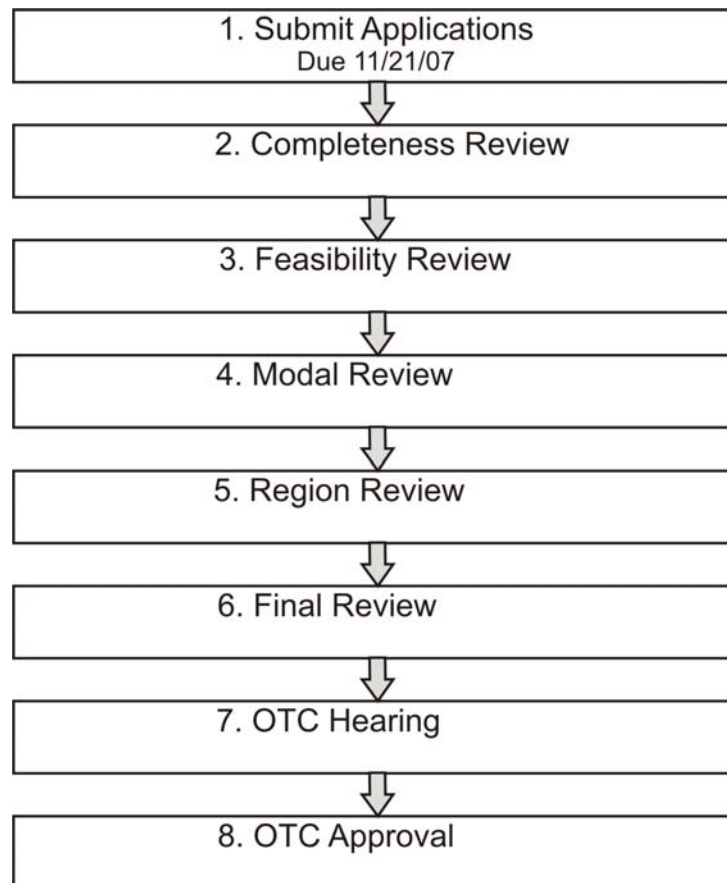 1. Submit Applications
Due 11/21/07
2. Completeness Review
3. Feasibility Review
4. Modal Review
5. Region Review
6. Final Review
7. OTC Hearing
8. OTC Approval